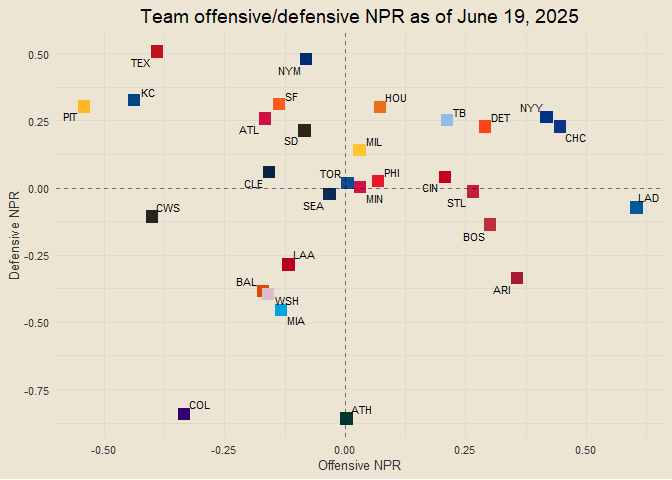 Team offensive/defensive NPR as of June 19, 2025
0.50
0.25
0.00
-0.25
-0.50
-0.75
Defensive NPR
TEX
NYM
KC
SF
HOU
PIT
TB
NYY
DET
ATL
SD
CHC
MIL
TOR
PHI
CLE
CIN
LAD
SEA
MIN
STL
CWS
BOS
LAA
BAL
WSH
ARI
MIA
COL
ATH
-0.50
-0.25
0.00
0.25
0.50
Offensive NPR